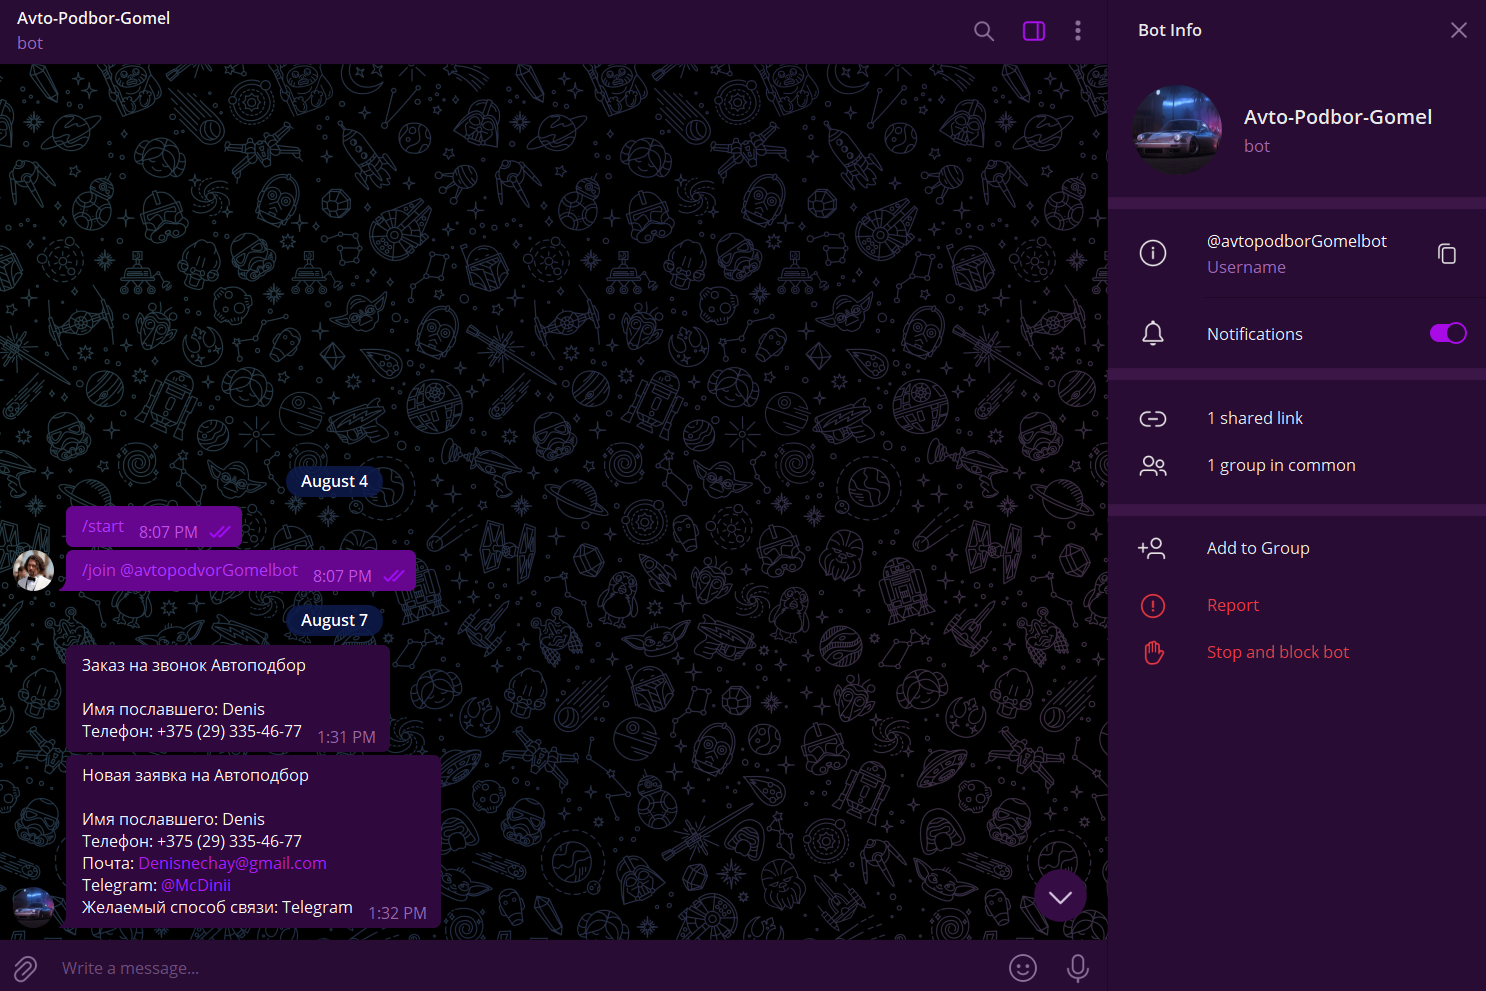 Avto-Podbor-Gomel
bot
August 4
/start 8:07 PM
/join @avtopodvorGomelbot 8:07 PM
August 7
Заказ на звонок Автоподбор
Имя пославшего: Denis
Телефон: +375 (29) 335-46-77 1:31 PM
Новая заявка на Автоподбор
Имя пославшего: Denis
Телефон: +375 (29) 335-46-77
Почта: Denisnechay@gmail.com
Telegram: @McDinii
Желаемый способ связи: Telegram 1:32 PM
Write a message...
Bot Info
Avto-Podbor-Gomel
bot
@avtopodborGomelbot
Username
Notifications
1 shared link
1 group in common
Add to Group
Report
Stop and block bot